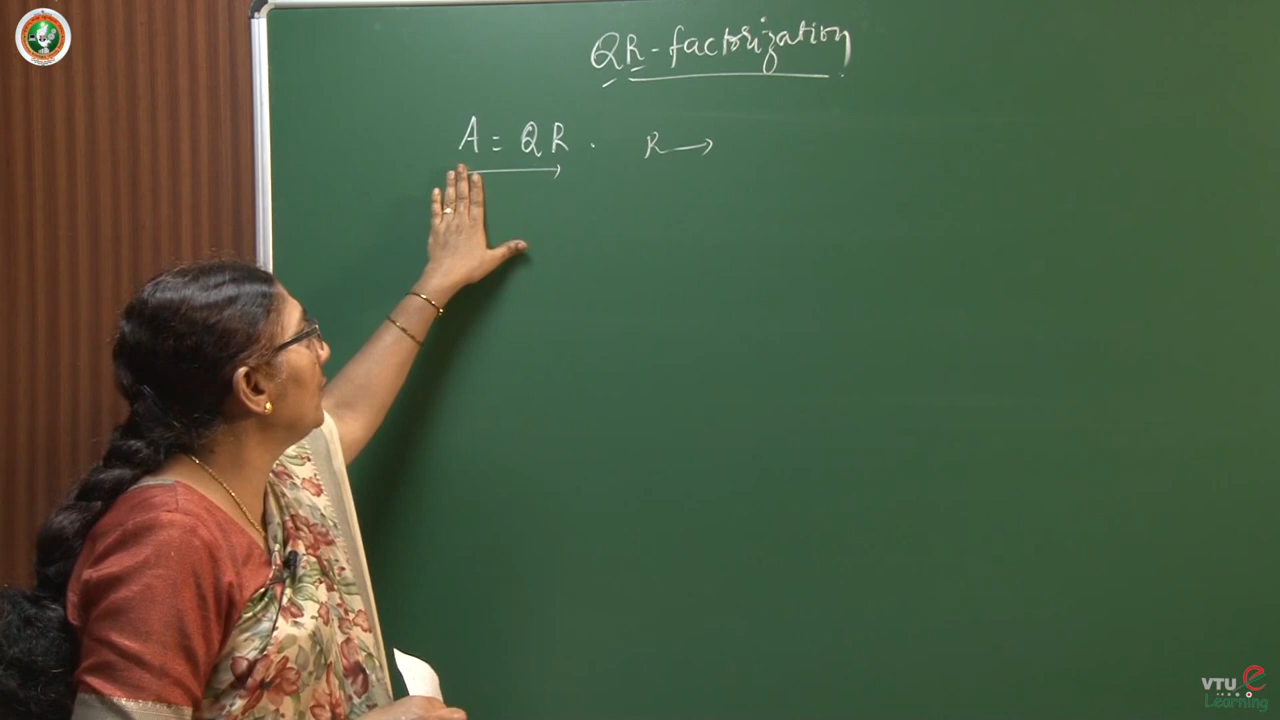 QR-factorization
A = QR. R →
VTU e
Learning